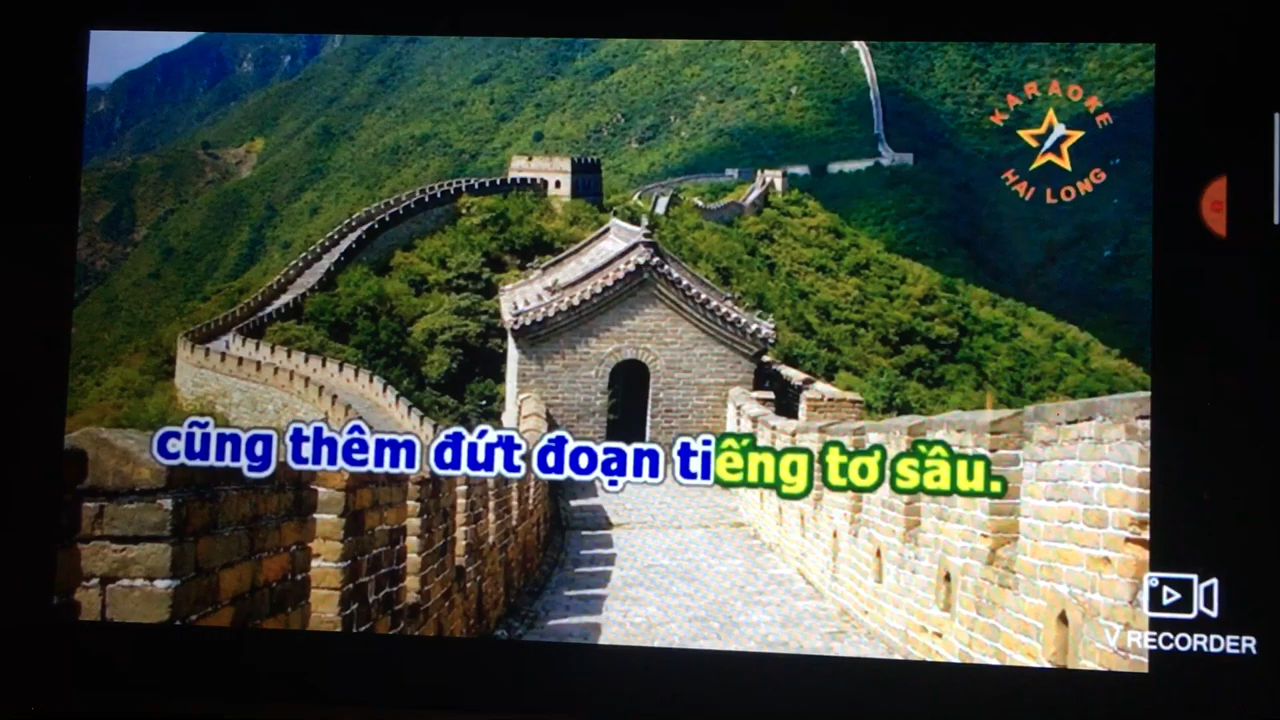 KARAOKE
HAI LONG
cũng thêm đứt đoạn tiếng tơ sầu.
V RECORDER